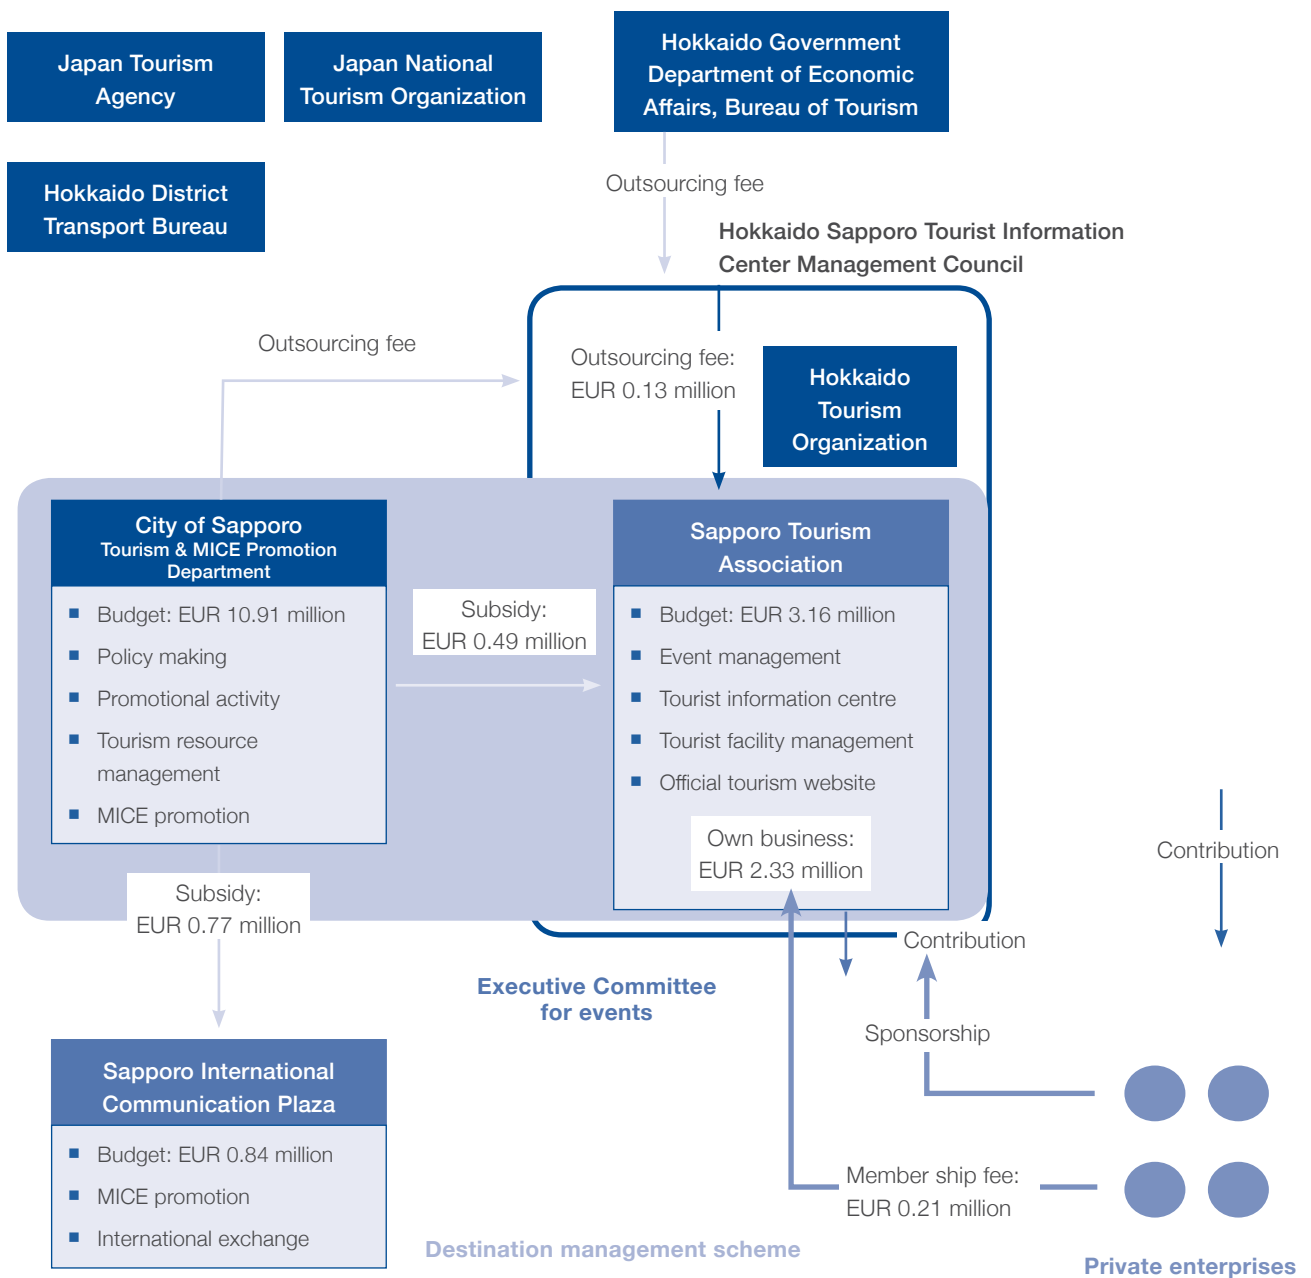 Japan Tourism
Agency
Japan National
Tourism Organization
Hokkaido Government
Department of Economic
Affairs, Bureau of Tourism
Hokkaido District
Transport Bureau
Outsourcing fee
Hokkaido Sapporo Tourist Information
Center Management Council
Outsourcing fee
Outsourcing fee:
EUR 0.13 million
Hokkaido
Tourism
Organization
City of Sapporo
Tourism & MICE Promotion
Department
Budget: EUR 10.91 million
Policy making
Promotional activity
Tourism resource
management
MICE promotion
Subsidy:
EUR 0.49 million
Sapporo Tourism
Association
Budget: EUR 3.16 million
Event management
Tourist information centre
Tourist facility management
Official tourism website
Own business:
EUR 2.33 million
Contribution
Subsidy:
EUR 0.77 million
Contribution
Executive Committee
for events
Sponsorship
Sapporo International
Communication Plaza
Budget: EUR 0.84 million
MICE promotion
International exchange
Member ship fee:
EUR 0.21 million
Destination management scheme
Private enterprises